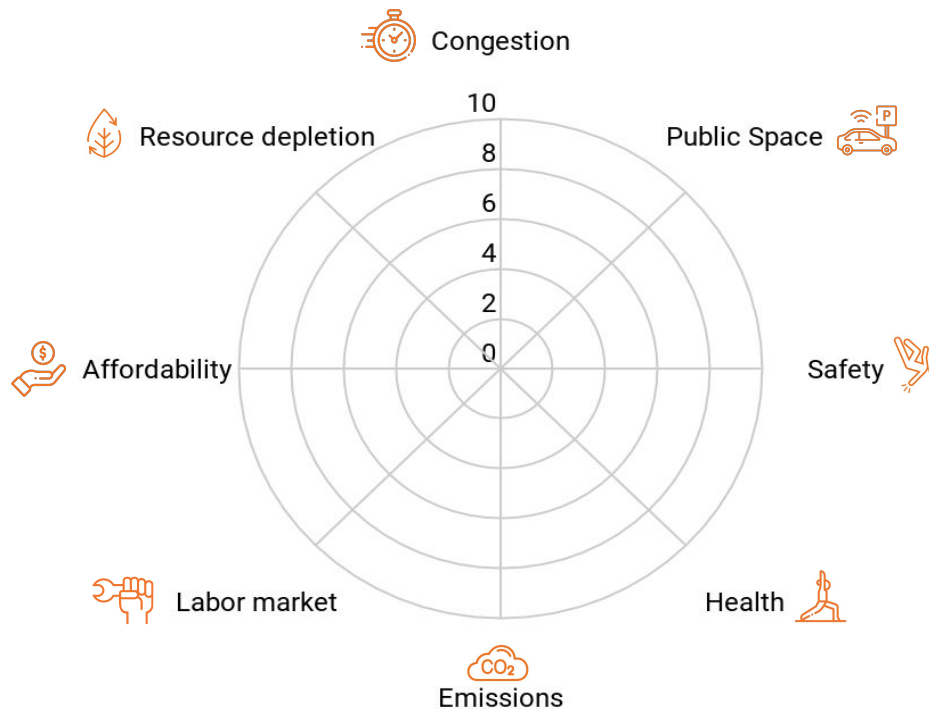 Congestion
10
Resource depletion
Public Space
P
8
6
4
2
0
$
Affordability
Safety
Labor market
Health
CO₂
Emissions